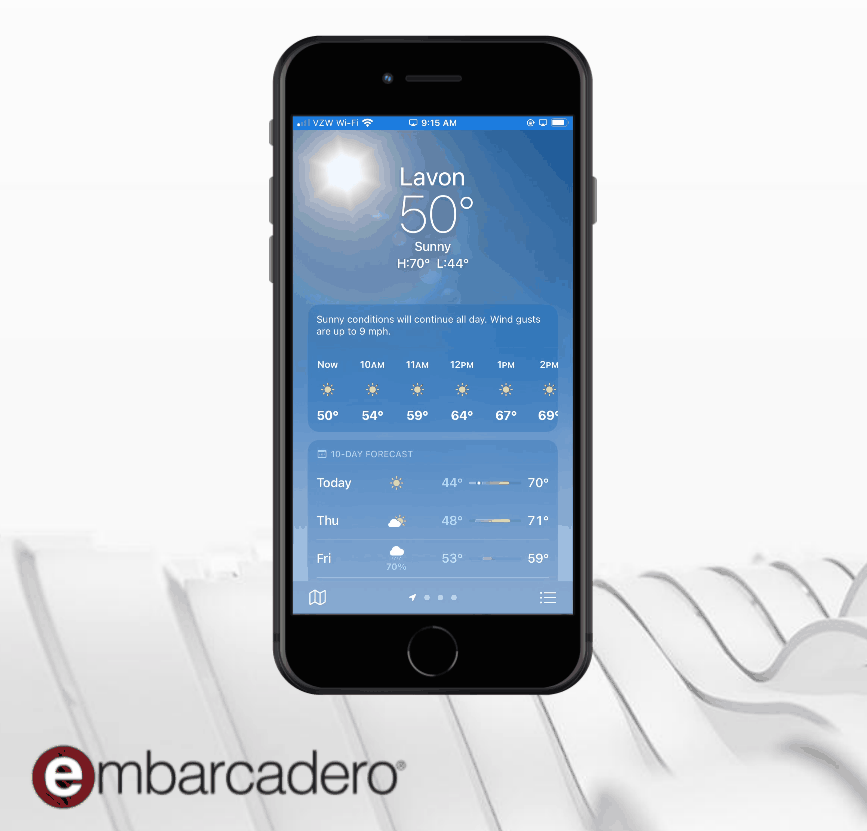 VZW Wi-Fi 9:15 AM
Lavon
50°
Sunny
H:70° L:44°
Sunny conditions will continue all day. Wind gusts
are up to 9 mph.
Now 10AM 11AM 12PM 1PM 2PM
50° 54° 59° 64° 67° 69°
10-DAY FORECAST
Today 44° 70°
Thu 48° 71°
Fri 53° 59°
70%
embarcadero®